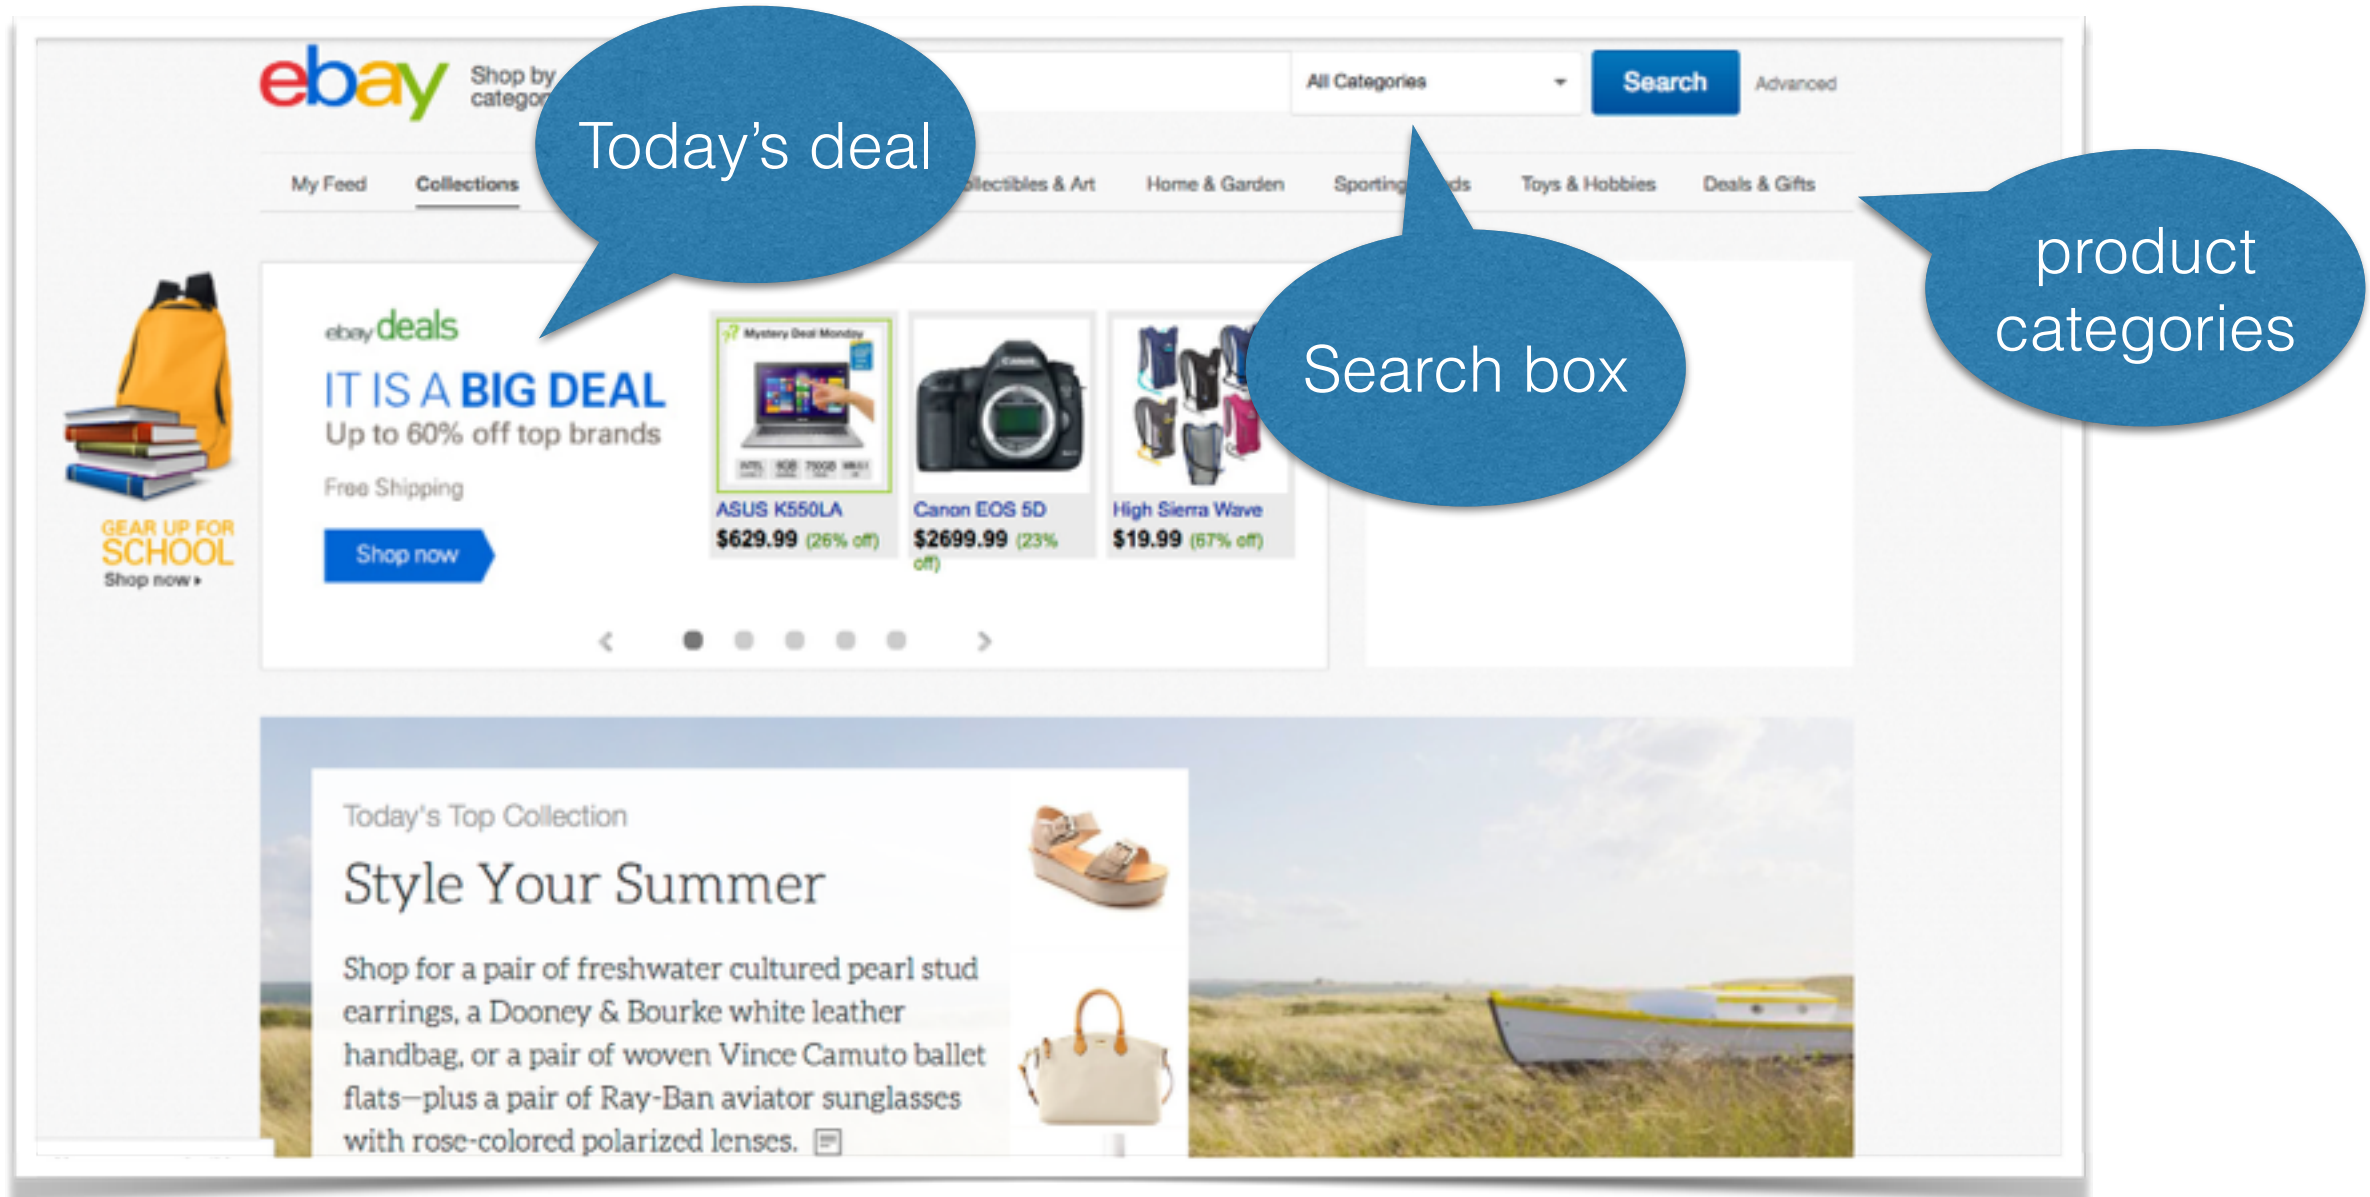 ebay
Shop by
categor
All Categories
Search
Advanced
Today's deal
My Feed
Collections
llectibles & Art
Home & Garden
Sporting
ds
Toys & Hobbies
Deals & Gifts
product
categories
Search box
ebay deals
IT IS A BIG DEAL
Up to 60% off top brands
Free Shipping
Shop now
Mystery Deal Monday
INTEL 8GB 750GB
ASUS K550LA
$629.99 (26% off)
Canon
Canon EOS 5D
$2699.99 (23%
off)
High Sierra Wave
$19.99 (67% off)
GEAR UP FOR
SCHOOL
Shop now
Today's Top Collection
Style Your Summer
Shop for a pair of freshwater cultured pearl stud
earrings, a Dooney & Bourke white leather
handbag, or a pair of woven Vince Camuto ballet
flats—plus a pair of Ray-Ban aviator sunglasses
with rose-colored polarized lenses.